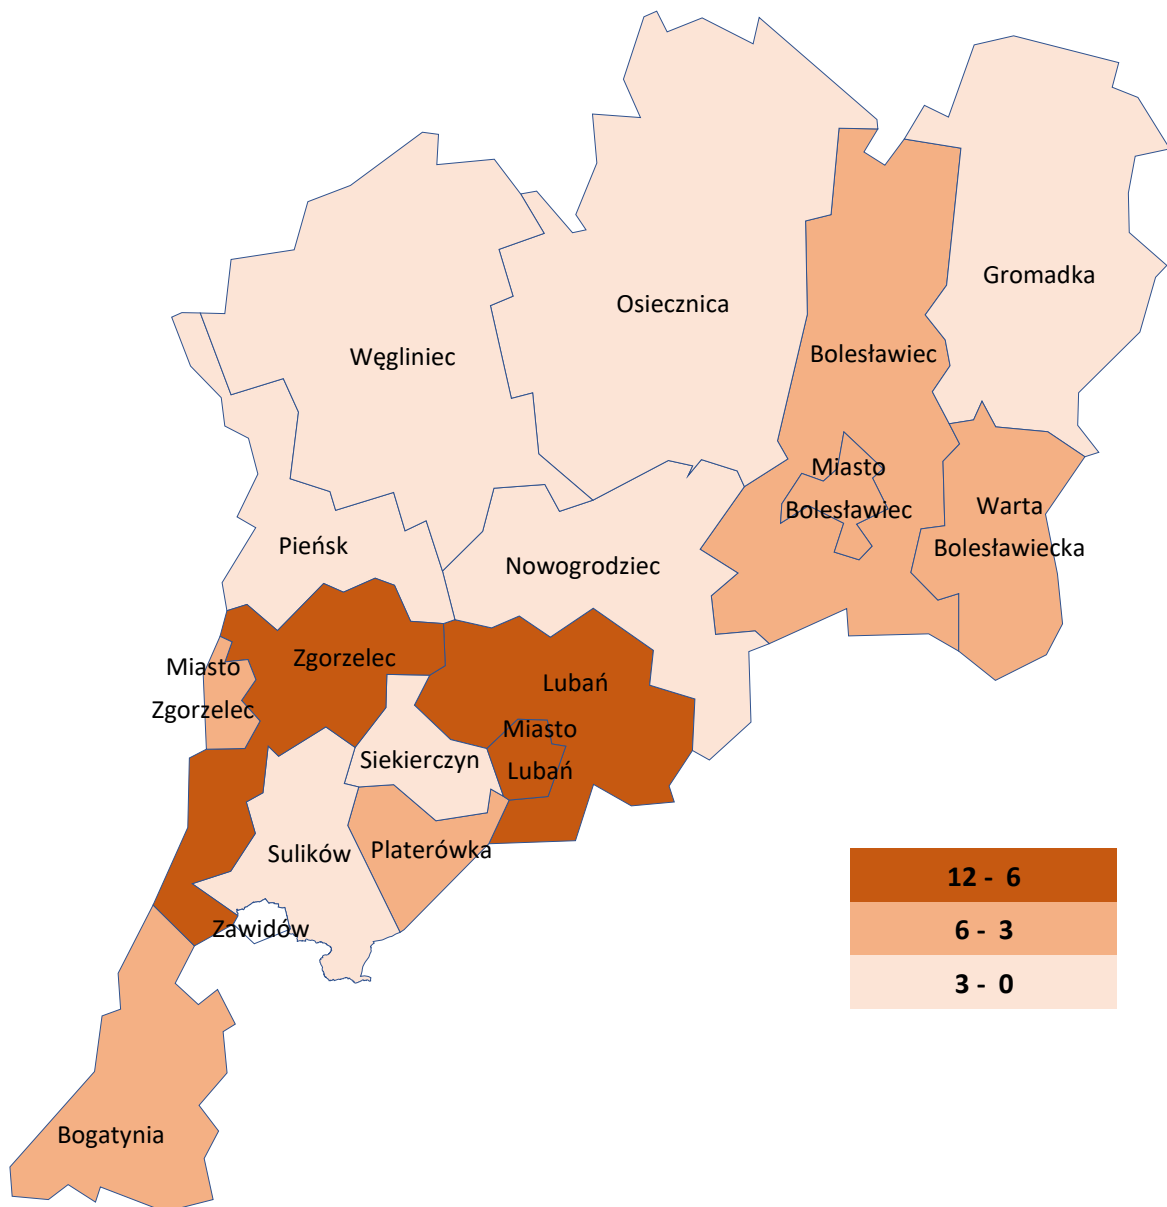 Gromadka
Osiecznica
Węgliniec
Bolesławiec
Miasto
Bolesławiec
Warta
Bolesławiecka
Pieńsk
Nowogrodziec
Zgorzelec
Miasto
Zgorzelec
Lubań
Miasto
Lubań
Siekierczyn
Sulików
Platerówka
Zawidów
Bogatynia
12 - 6
6 - 3
3 - 0